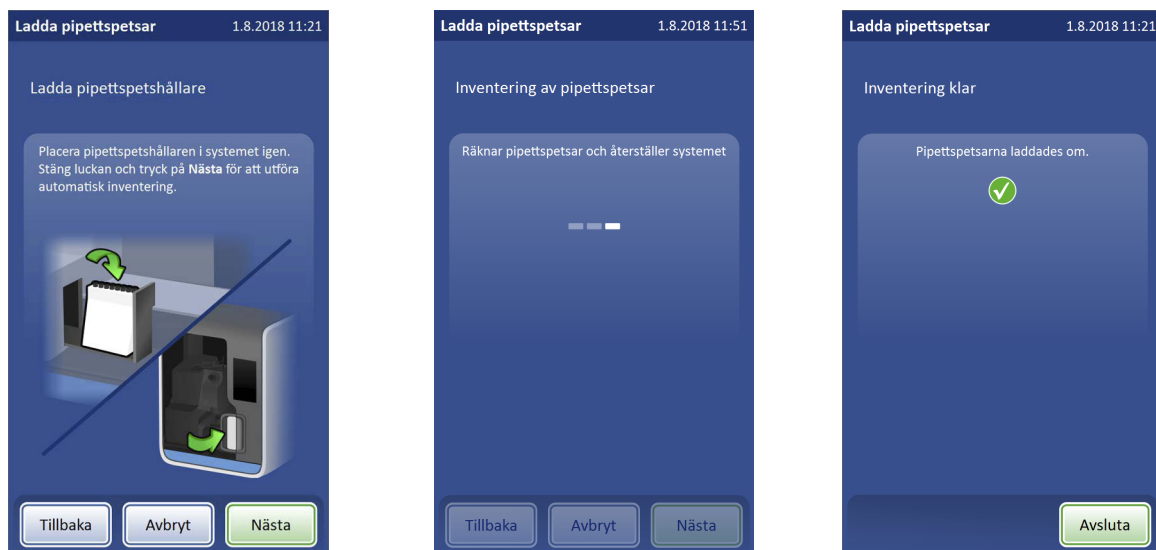 Ladda pipettspetsar 1.8.2018 11:21
Ladda pipettspetshållare
Placera pipettspetshållaren i systemet igen.
Stäng luckan och tryck på Nästa för att utföra
automatisk inventering.
Tillbaka Avbryt Nästa
Ladda pipettspetsar 1.8.2018 11:51
Inventering av pipettspetsar
Räknar pipettspetsar och återställer systemet
Tillbaka Avbryt Nästa
Ladda pipettspetsar 1.8.2018 11:21
Inventering klar
Pipettspetsarna laddades om.
Avsluta